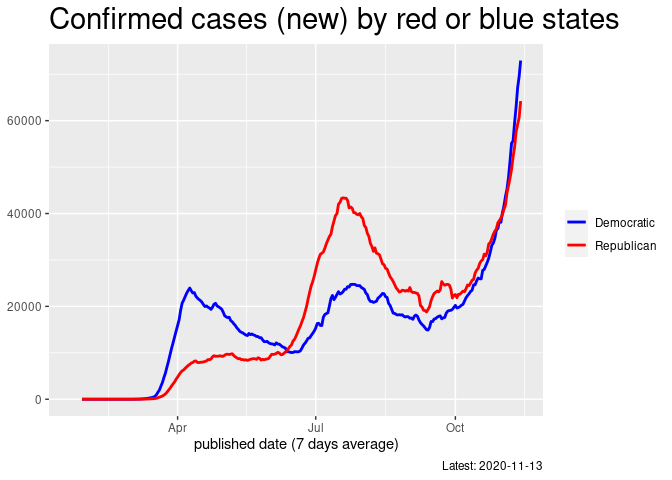 Confirmed cases (new) by red or blue states
60000
40000
20000
0
Democratic
Republican
Apr
Jul
Oct
published date (7 days average)
Latest: 2020-11-13